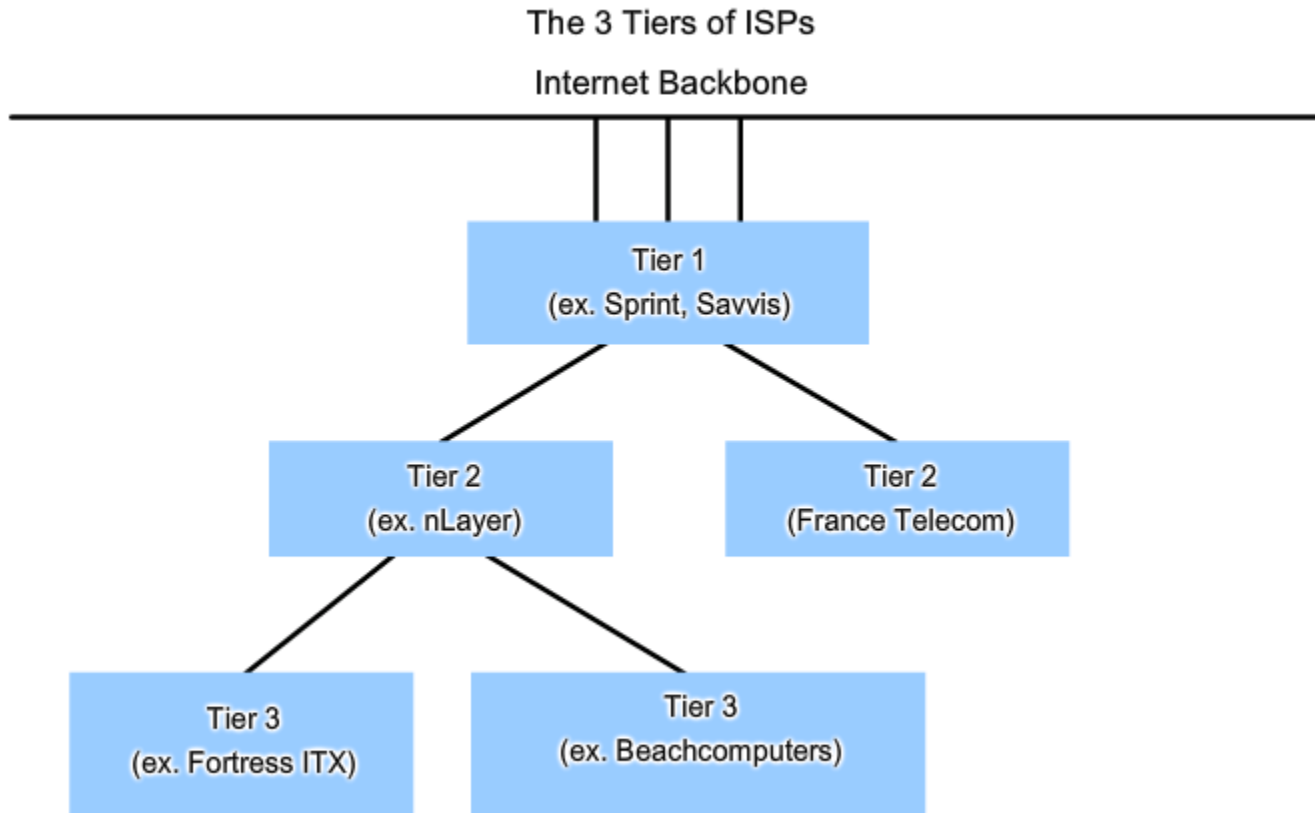 The 3 Tiers of ISPs
Internet Backbone
Tier 1
(ex. Sprint, Savvis)
Tier 2
(ex. nLayer)
Tier 2
(France Telecom)
Tier 3
(ex. Fortress ITX)
Tier 3
(ex. Beachcomputers)